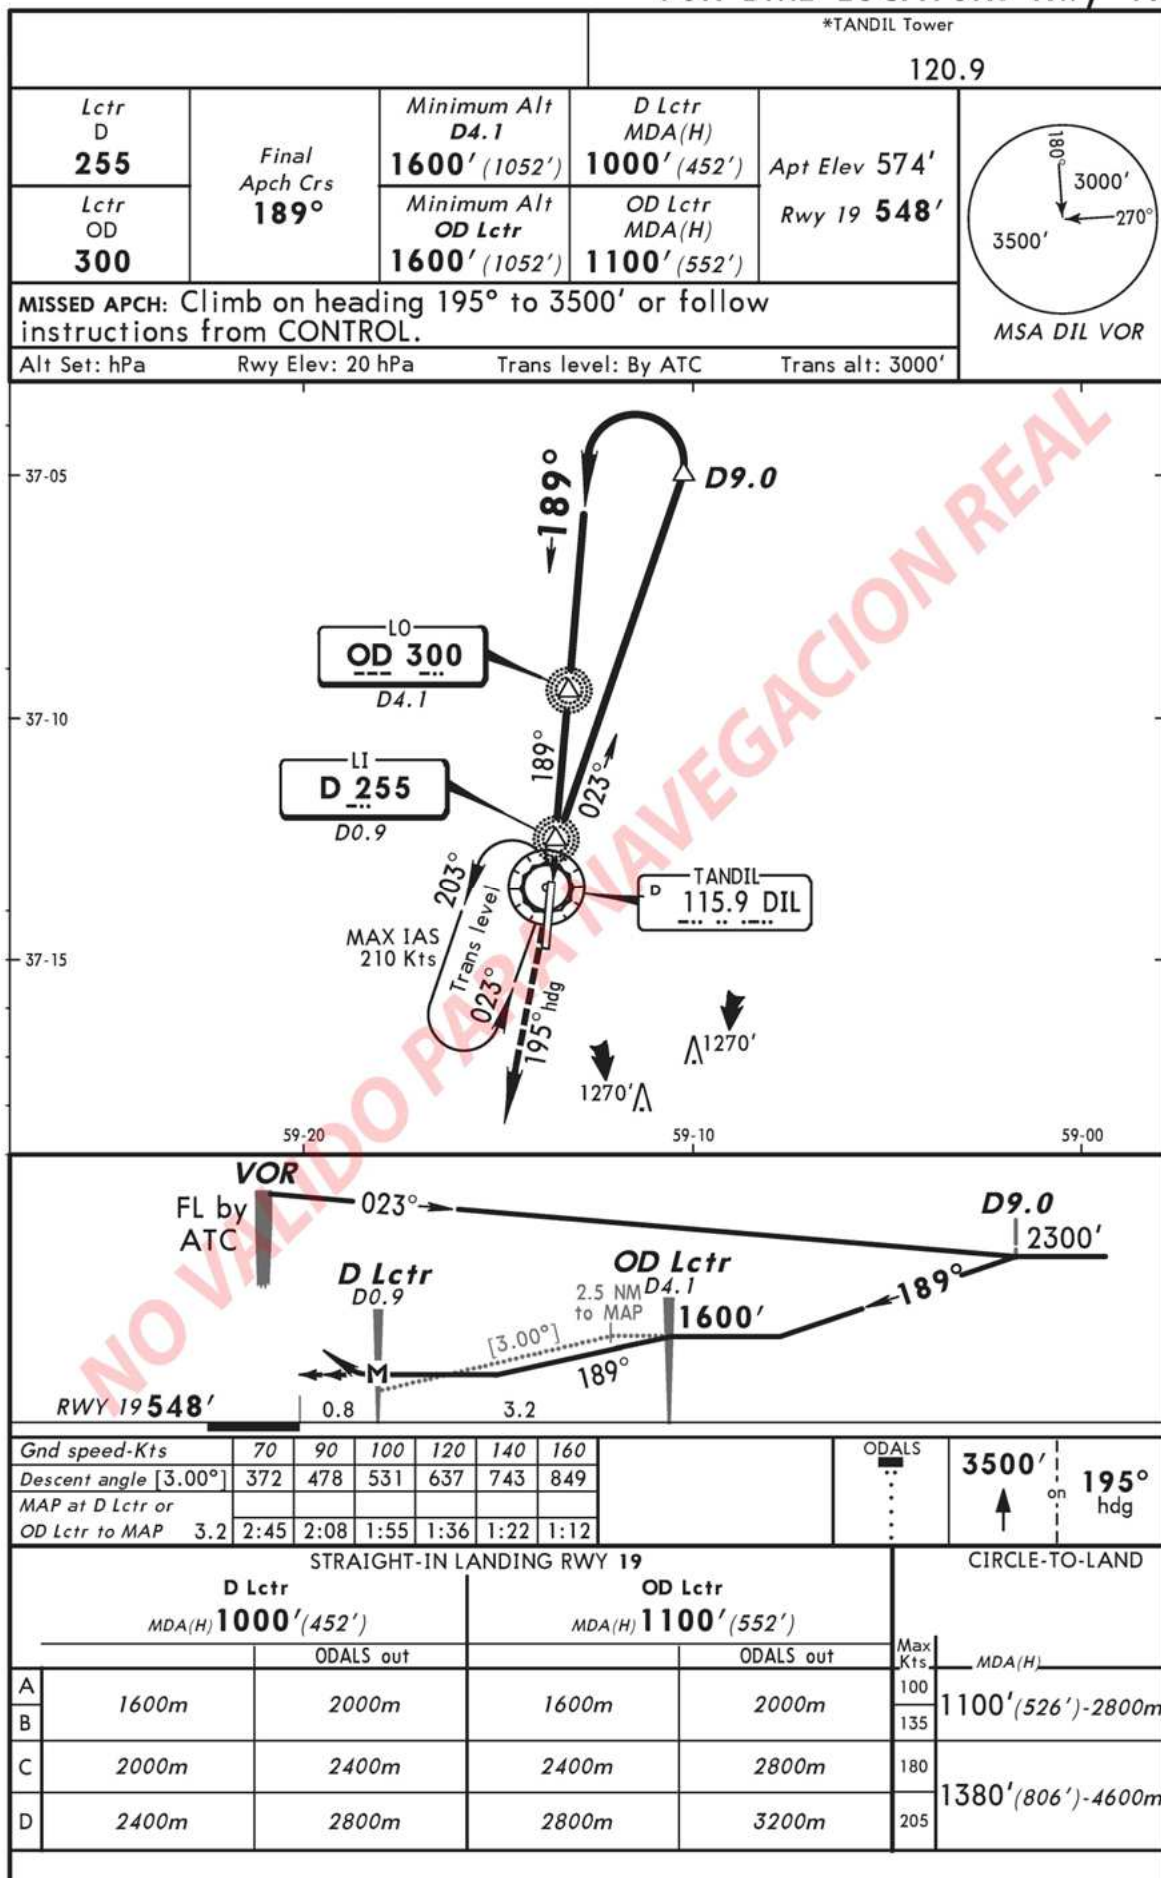 *TANDIL Tower
120.9
Lctr
D
255
Final
Apch Crs
189°
Minimum Alt
D4.1
1600' (1052')
D Lctr
MDA(H)
1000' (452')
Apt Elev 574'
Rwy 19 548'
Lctr
OD
300
Minimum Alt
OD Lctr
1600' (1052')
OD Lctr
MDA(H)
1100' (552')
180°
3000'
270°
3500'
MSA DIL VOR
MISSED APCH: Climb on heading 195° to 3500' or follow
instructions from CONTROL.
Alt Set: hPa Rwy Elev: 20 hPa Trans level: By ATC Trans alt: 3000'
37-05
189°
D9.0
LO
OD 300
D4.1
37-10
189°
023°
LI
D 255
D0.9
203°
Trans level
023°
MAX IAS
210 Kts
TANDIL
D 115.9 DIL
37-15
195° hdg
1270'
1270'
59-20 59-10 59-00
NO VALIDO PARA NAVEGACION REAL
VOR
FL by
ATC
023°
D9.0
2300'
D Lctr
D0.9
OD Lctr
D4.1
2.5 NM
to MAP
1600'
189°
[3.00°]
189°
M
RWY 19 548'
0.8 3.2
Gnd speed-Kts 70 90 100 120 140 160
Descent angle [3.00°] 372 478 531 637 743 849
MAP at D Lctr or
OD Lctr to MAP 3.2 2:45 2:08 1:55 1:36 1:22 1:12
ODALS
3500' on 195°
hdg
STRAIGHT-IN LANDING RWY 19 CIRCLE-TO-LAND
D Lctr OD Lctr
MDA(H) 1000' (452') MDA(H) 1100' (552')
ODALS out ODALS out
Max
Kts MDA(H)
A 1600m 2000m 1600m 2000m 100 1100' (526')-2800m
B 135
C 2000m 2400m 2400m 2800m 180 1380' (806')-4600m
D 2400m 2800m 2800m 3200m 205